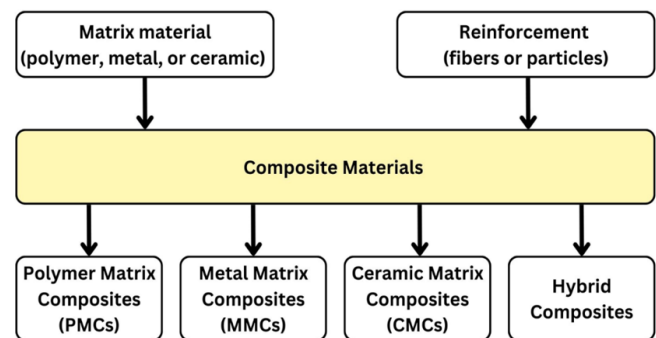 Matrix material
(polymer, metal, or ceramic)
Reinforcement
(fibers or particles)
Composite Materials
Polymer Matrix
Composites
(PMCs)
Metal Matrix
Composites
(MMCs)
Ceramic Matrix
Composites
(CMCs)
Hybrid
Composites